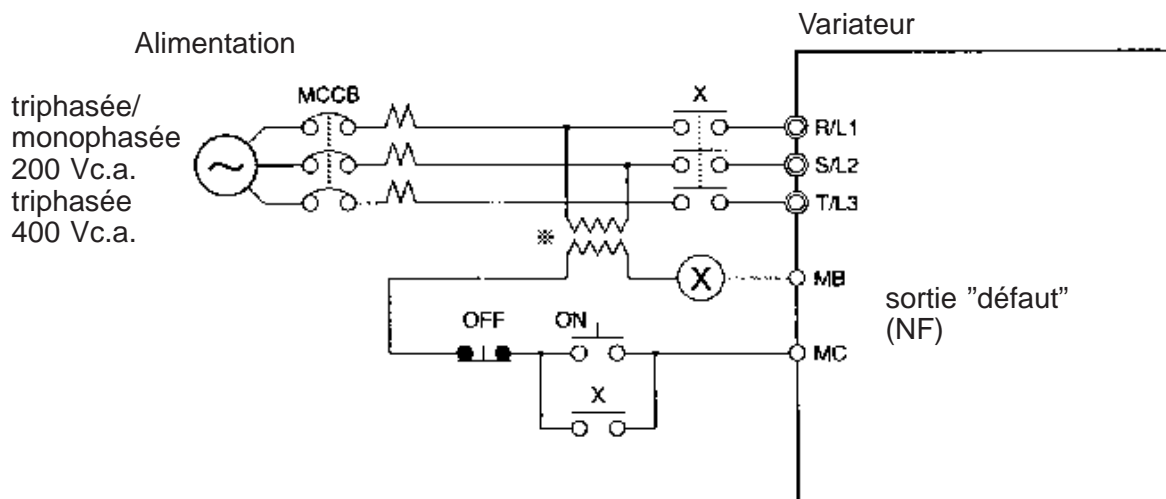 Alimentation
Variateur
triphasée/
monophasée
200 Vc.a.
triphasée
400 Vc.a.
MCCB
X
R/L1
S/L2
T/L3
※
X
MB
sortie ”défaut”
(NF)
OFF
ON
MC
X